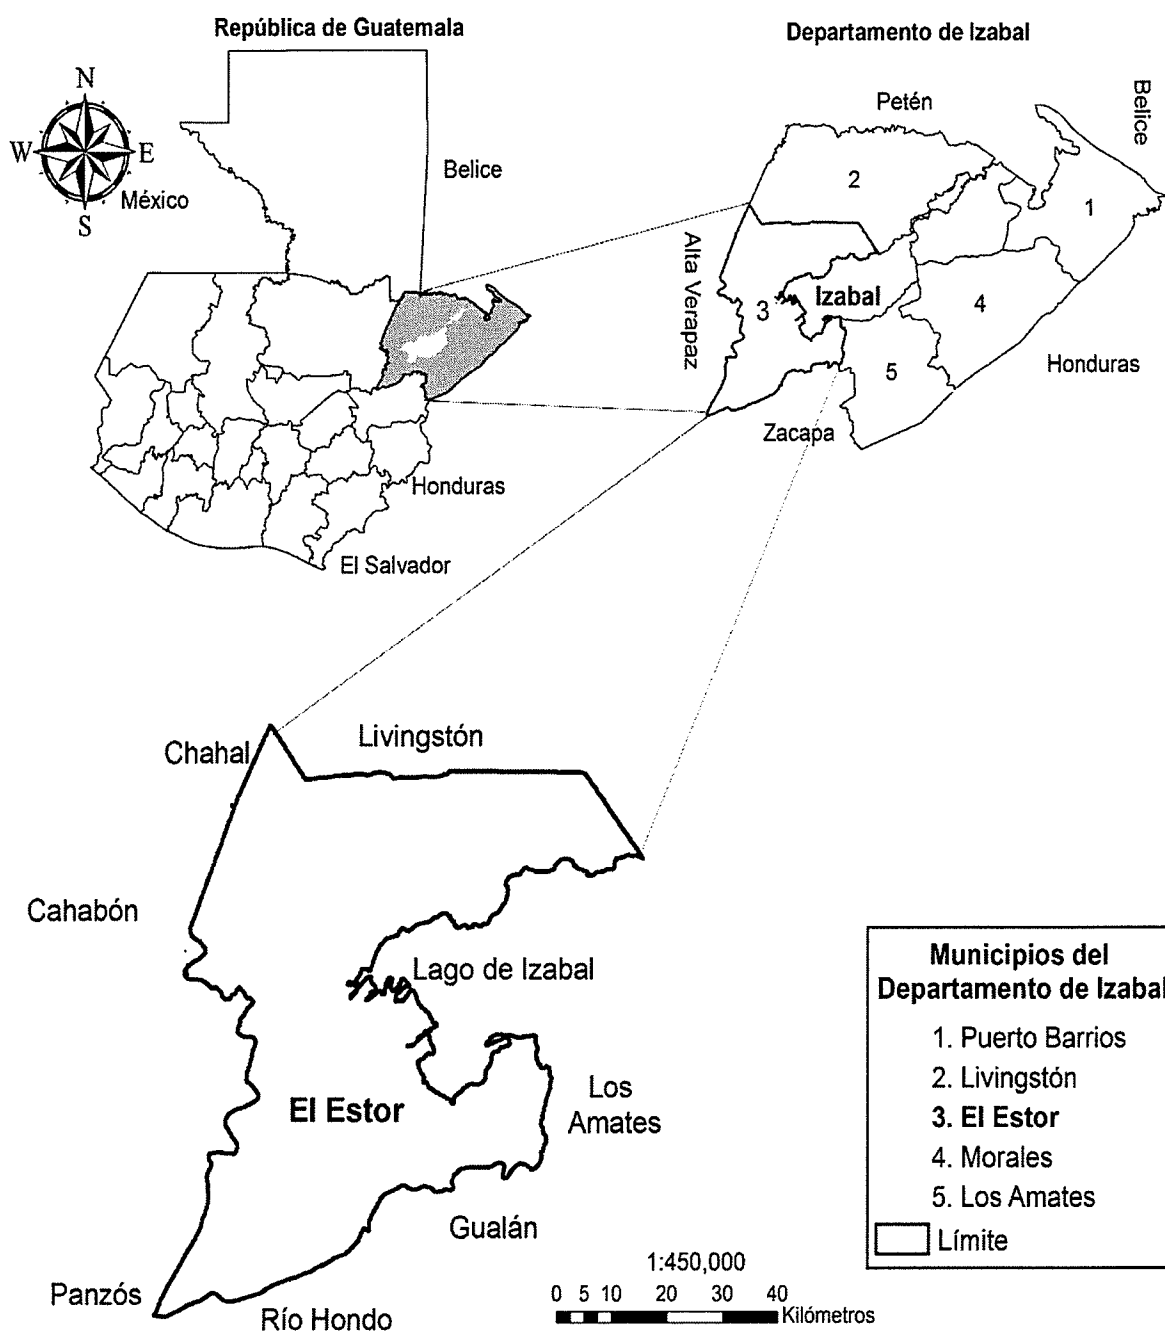 República de Guatemala
Departamento de Izabal
N
W
E
S
México
Belice
Honduras
El Salvador
Petén
Belice
2
1
Alta Verapaz
3
Izabal
4
5
Honduras
Zacapa
Chahal
Livingstón
Cahabón
Lago de Izabal
El Estor
Los
Amates
Gualán
Panzós
Río Hondo
1:450,000
0 5 10 20 30 40
Kilómetros
Municipios del
Departamento de Izabal
1. Puerto Barrios
2. Livingstón
3. El Estor
4. Morales
5. Los Amates
Límite